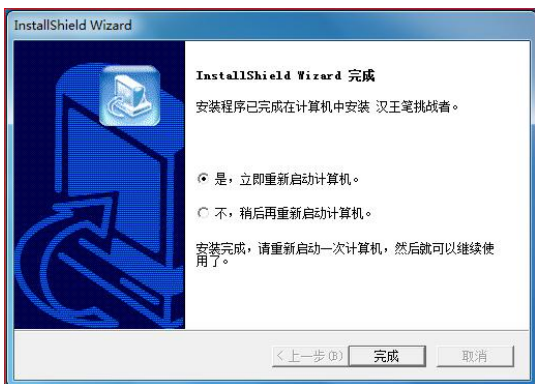 InstallShield Wizard
InstallShield Wizard 完成
安装程序已完成在计算机中安装 汉王笔挑战者。
是，立即重新启动计算机。
不，稍后再重新启动计算机。
安装完成，请重新启动一次计算机，然后就可以继续使
用了。
<上一步(B) 完成 取消